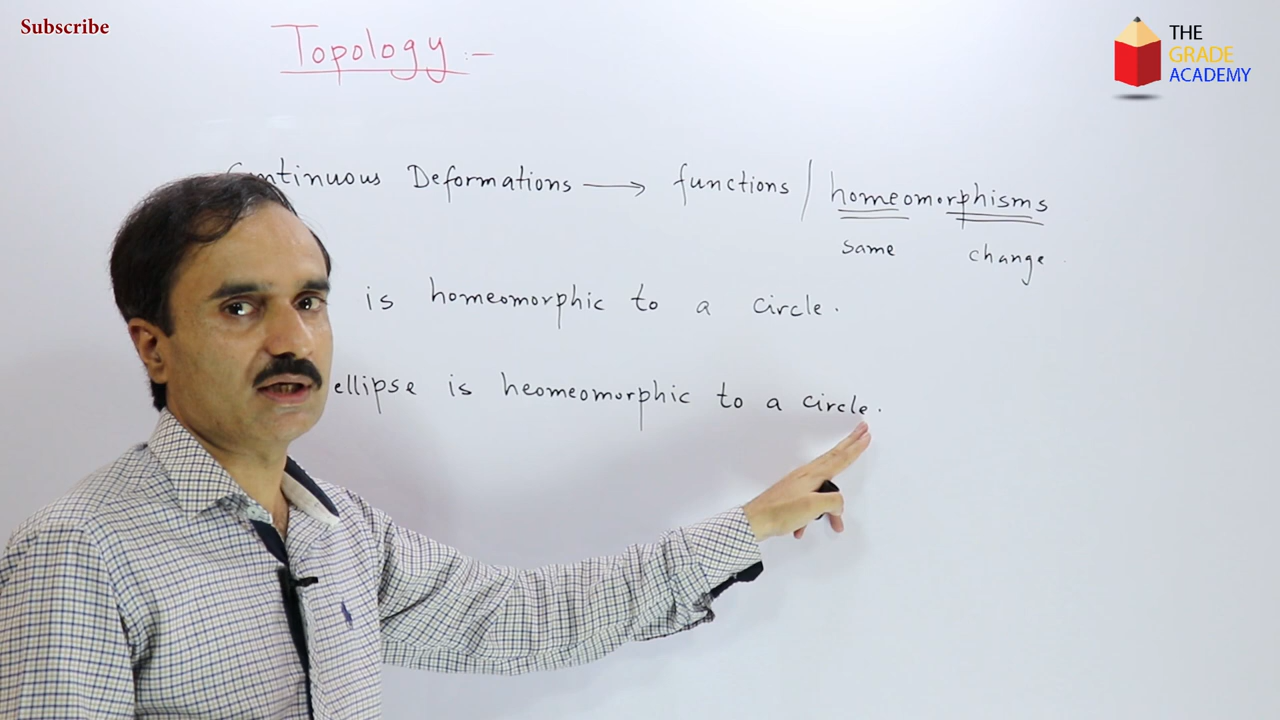 Subscribe
Topology :-
THE
GRADE
ACADEMY
Continuous Deformations → functions / homeomorphisms
same change
is homeomorphic to a circle.
ellipse is heomeomorphic to a circle.